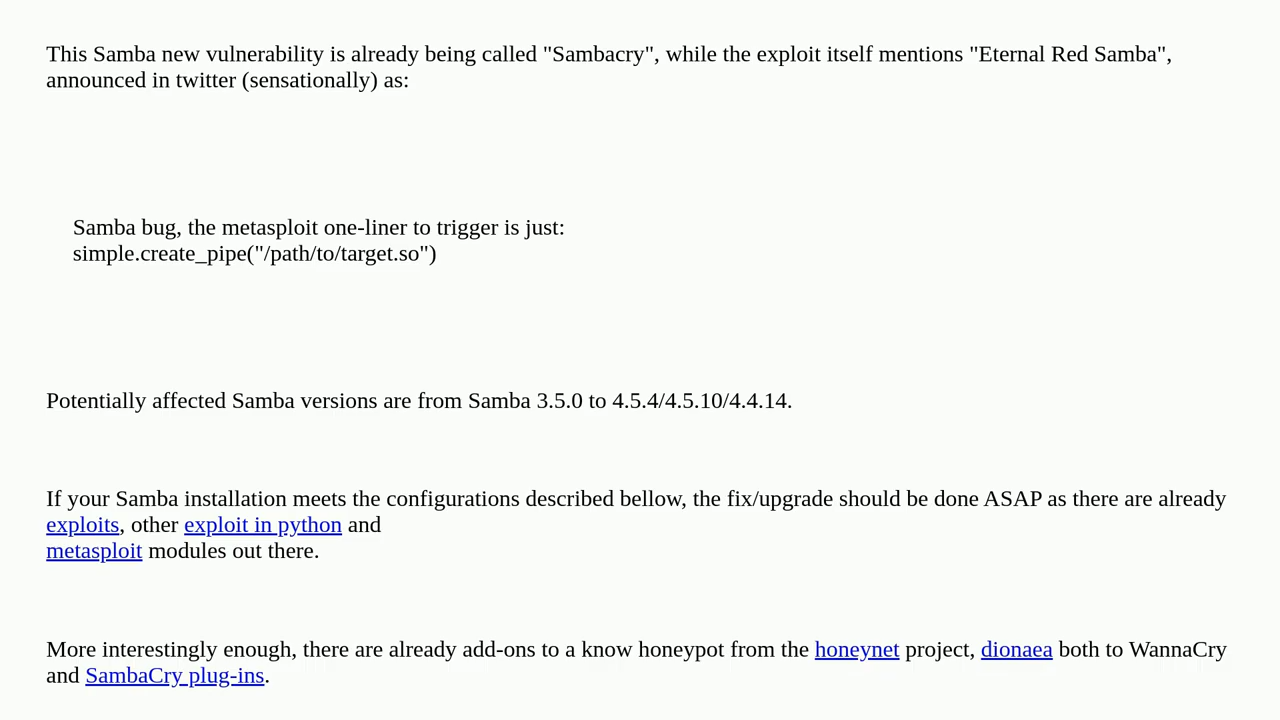 This Samba new vulnerability is already being called "Sambacry", while the exploit itself mentions "Eternal Red Samba",
announced in twitter (sensationally) as:
Samba bug, the metasploit one-liner to trigger is just:
simple.create_pipe("/path/to/target.so")
Potentially affected Samba versions are from Samba 3.5.0 to 4.5.4/4.5.10/4.4.14.
If your Samba installation meets the configurations described bellow, the fix/upgrade should be done ASAP as there are already
exploits, other exploit in python and
metasploit modules out there.
More interestingly enough, there are already add-ons to a know honeypot from the honeynet project, dionaea both to WannaCry
and SambaCry plug-ins.